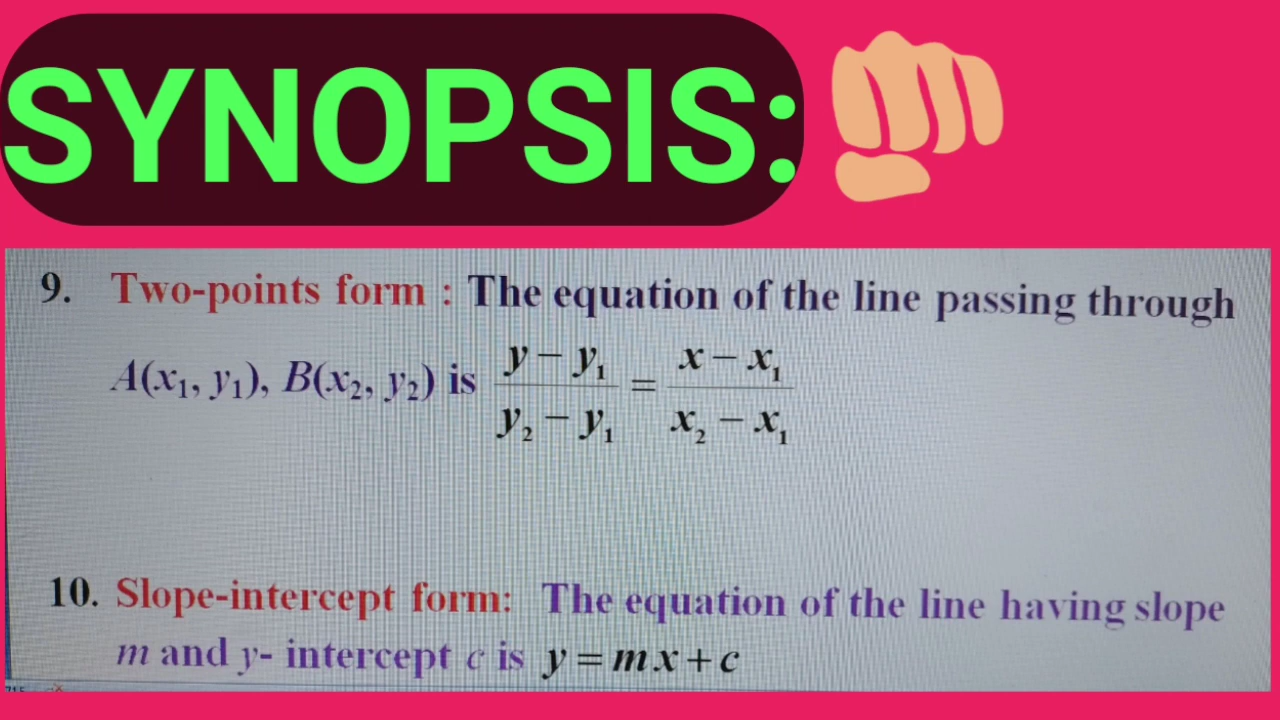 SYNOPSIS:
9. Two-points form : The equation of the line passing through
A(x₁, y₁), B(x₂, y₂) is y − y₁ / y₂ − y₁ = x − x₁ / x₂ − x₁
10. Slope-intercept form: The equation of the line having slope
m and y- intercept c is y = mx + c